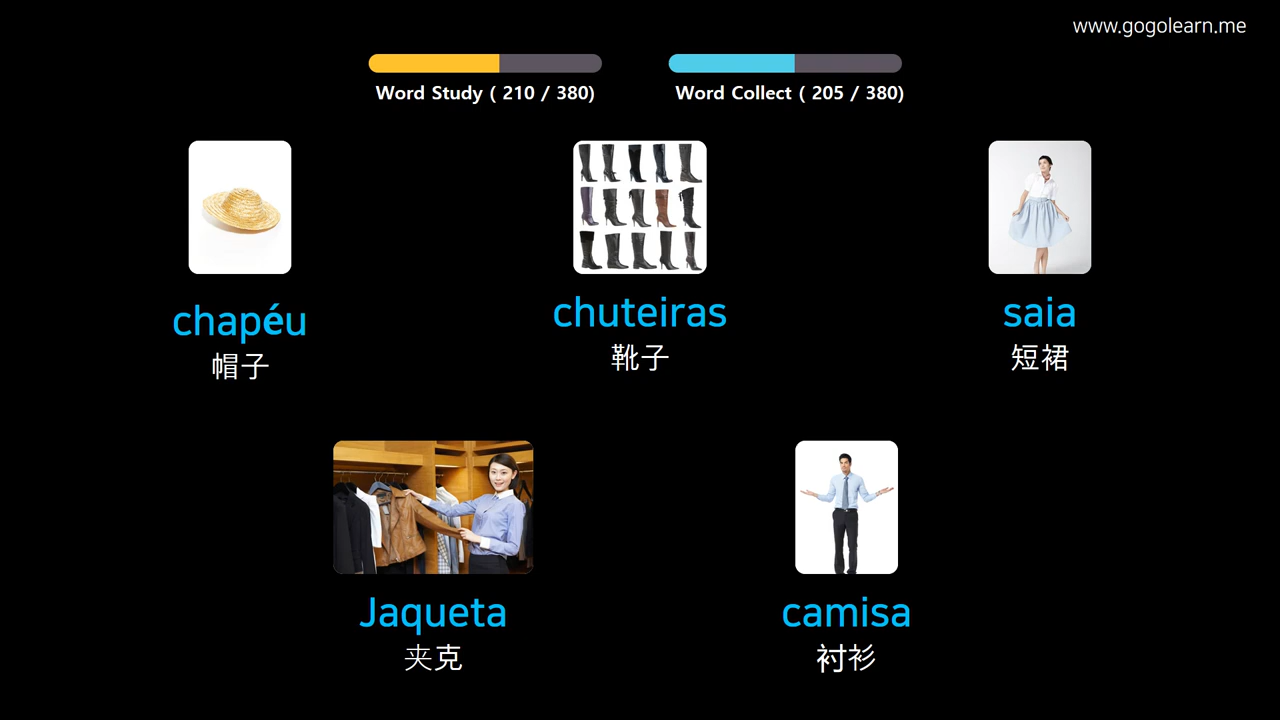 www.gogolearn.me
Word Study ( 210 / 380)
Word Collect ( 205 / 380)
chapéu
帽子
chuteiras
靴子
saia
短裙
Jaqueta
夹克
camisa
衬衫